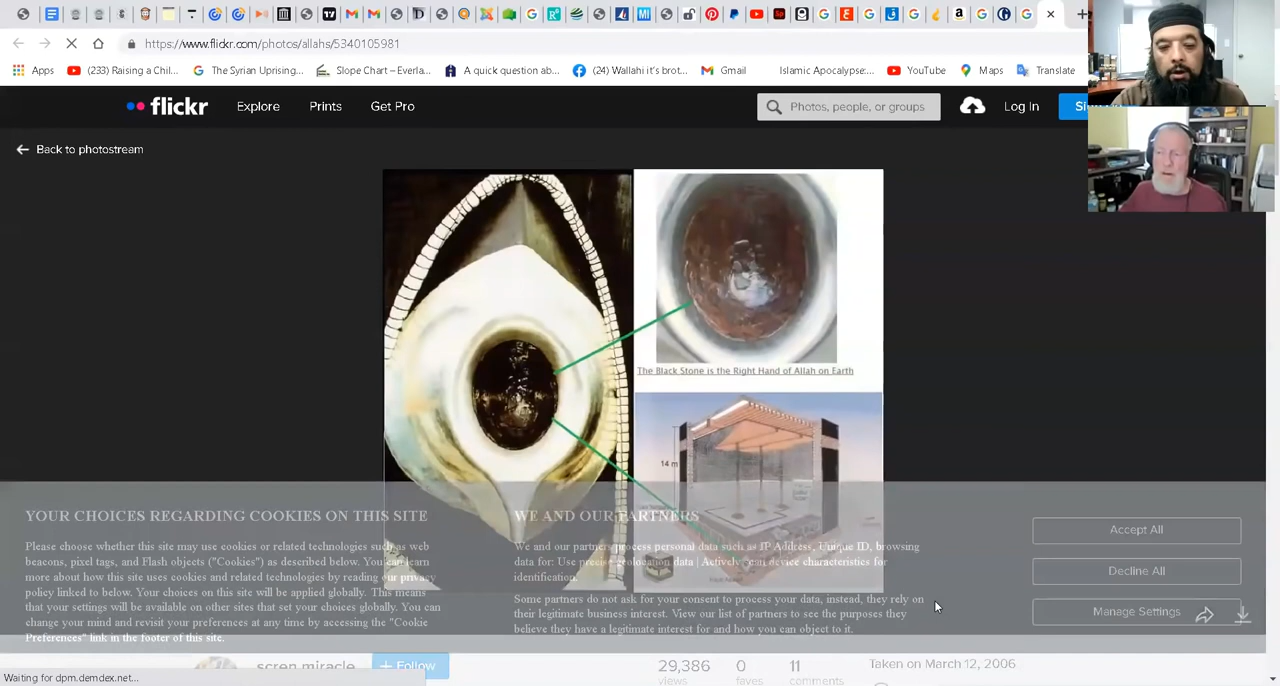 https://www.flickr.com/photos/allahs/5340105981
Apps
(233) Raising a Chil...
The Syrian Uprising...
Slope Chart – Everla...
A quick question ab...
(24) Wallahi it's brot...
Gmail
Islamic Apocalypse:...
YouTube
Maps
Translate
flickr
Explore
Prints
Get Pro
Photos, people, or groups
Log In
Back to photostream
The Black Stone is the Right Hand of Allah on Earth
14 m
YOUR CHOICES REGARDING COOKIES ON THIS SITE
Please choose whether this site may use cookies or related technologies such as web
beacons, pixel tags, and Flash objects ("Cookies") as described below. You can learn
more about how this site uses cookies and related technologies by reading our privacy
policy linked to below. Your choices on this site will be applied globally. This means
that your settings will be available on other sites that set your choices globally. You can
change your mind and revisit your preferences at any time by accessing the "Cookie
Preferences" link in the footer of this site.
WE AND OUR PARTNERS
We and our partners process personal data such as IP Address, Unique ID, browsing
data for: Use precise geolocation data | Actively scan device characteristics for
identification.
Some partners do not ask for your consent to process your data, instead, they rely on
their legitimate business interest. View our list of partners to see the purposes they
believe they have a legitimate interest for and how you can object to it.
Accept All
Decline All
Manage Settings
scren miracle
+ Follow
29,386
views
0
faves
11
comments
Taken on March 12, 2006
Waiting for dpm.demdex.net...